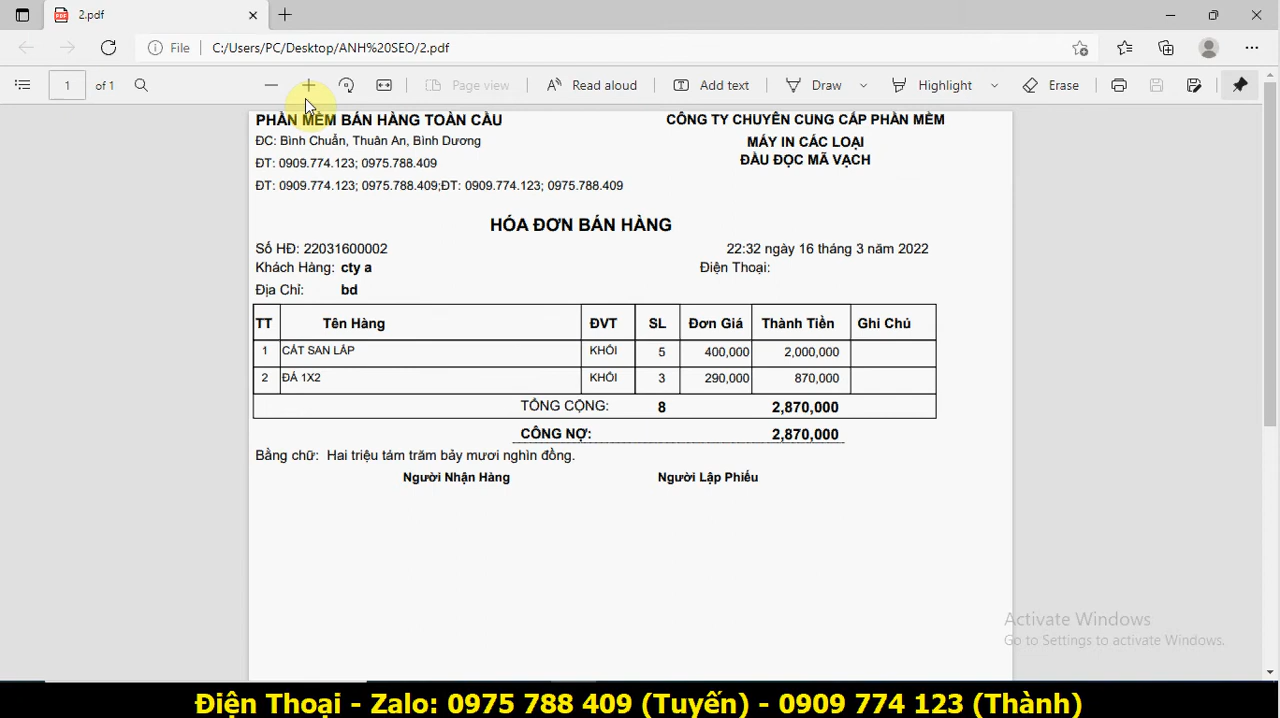 2.pdf
File C:/Users/PC/Desktop/ANH%20SEO/2.pdf
1 of 1 Page view Read aloud Add text Draw Highlight Erase
PHẦN MỀM BÁN HÀNG TOÀN CẦU
CÔNG TY CHUYÊN CUNG CẤP PHẦN MỀM
ĐC: Bình Chuẩn, Thuân An, Bình Dương
MÁY IN CÁC LOẠI
ĐT: 0909.774.123; 0975.788.409
ĐẦU ĐỌC MÃ VẠCH
ĐT: 0909.774.123; 0975.788.409;ĐT: 0909.774.123; 0975.788.409
HÓA ĐƠN BÁN HÀNG
Số HĐ: 22031600002
22:32 ngày 16 tháng 3 năm 2022
Khách Hàng: cty a
Điện Thoại:
Địa Chỉ: bd
TT Tên Hàng ĐVT SL Đơn Giá Thành Tiền Ghi Chú
1 CÁT SAN LẤP KHỐI 5 400,000 2,000,000
2 ĐÁ 1X2 KHỐI 3 290,000 870,000
TỔNG CỘNG: 8 2,870,000
CÔNG NỢ: 2,870,000
Bằng chữ: Hai triệu tám trăm bảy mươi nghìn đồng.
Người Nhận Hàng Người Lập Phiếu
Activate Windows
Go to Settings to activate Windows.
Điện Thoại - Zalo: 0975 788 409 (Tuyến) - 0909 774 123 (Thành)